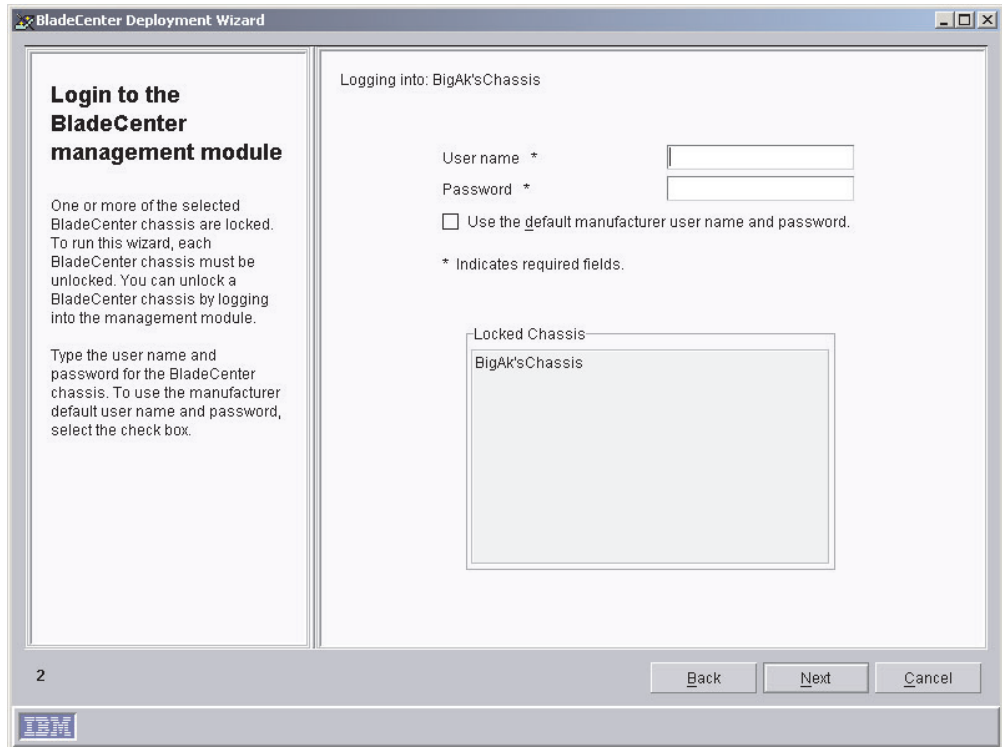 BladeCenter Deployment Wizard
Login to the
BladeCenter
management module
One or more of the selected
BladeCenter chassis are locked.
To run this wizard, each
BladeCenter chassis must be
unlocked. You can unlock a
BladeCenter chassis by logging
into the management module.
Type the user name and
password for the BladeCenter
chassis. To use the manufacturer
default user name and password,
select the check box.
Logging into: BigAk'sChassis
User name *
Password *
Use the default manufacturer user name and password.
* Indicates required fields.
Locked Chassis
BigAk'sChassis
2
Back
Next
Cancel
IBM